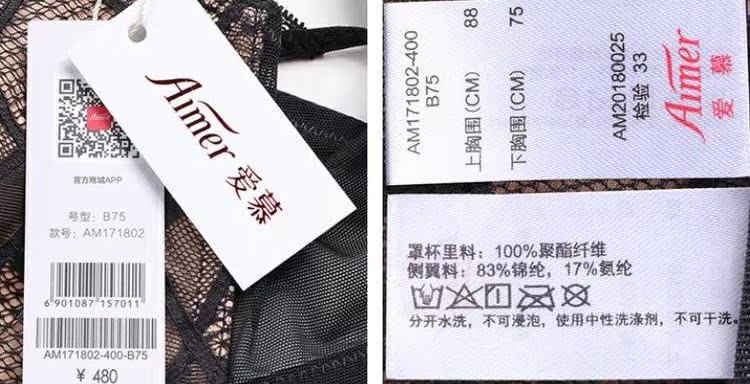 Aimer
官方商城APP
号型: B75
款号: AM171802
6 901087 157011
AM171802-400-B75
¥ 480
Aimer 爱慕
AM171802-400
B75
上胸围(CM) 88
下胸围(CM) 75
AM20180025
检验 33
Aimer
爱慕
罩杯里料: 100%聚酯纤维
侧翼料: 83%锦纶, 17%氨纶
分开水洗, 不可浸泡, 使用中性洗涤剂, 不可干洗.